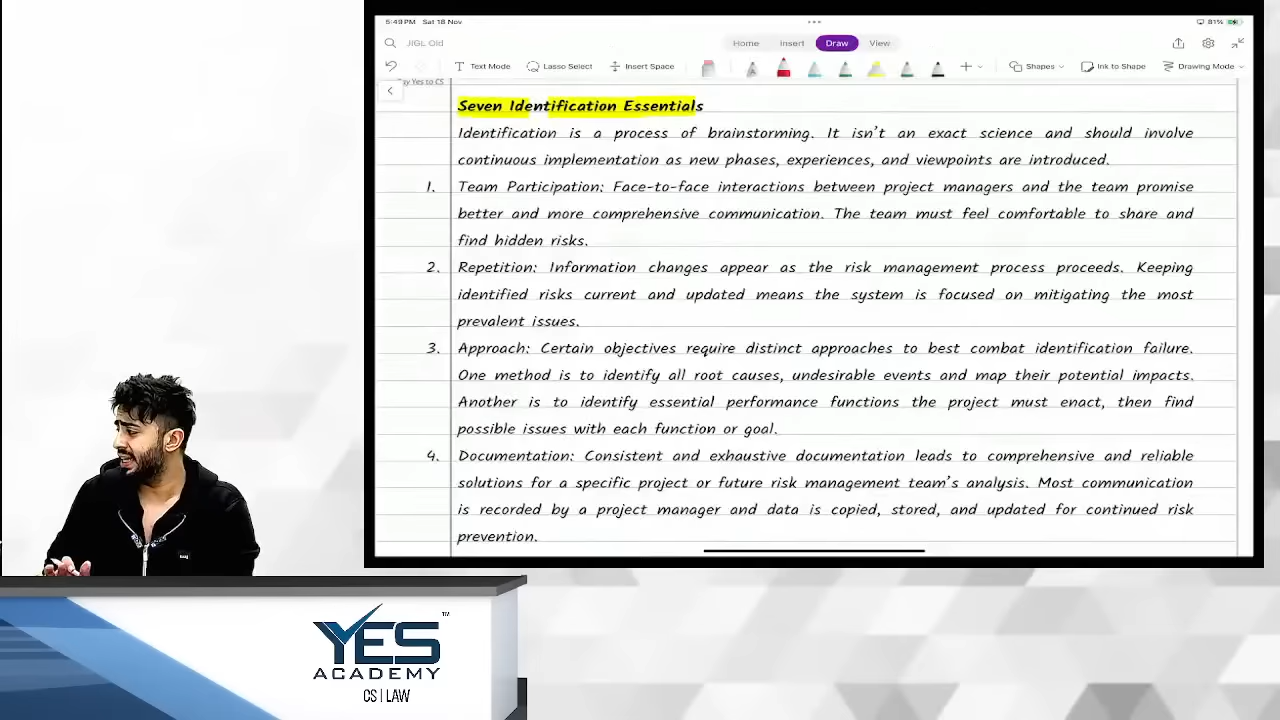 5:49 PM Sat 18 Nov
81%
JIGL Old
Home Insert Draw View
Text Mode Lasso Select Insert Space Shapes Ink to Shape Drawing Mode
Yes to CS
Seven Identification Essentials
Identification is a process of brainstorming. It isn't an exact science and should involve
continuous implementation as new phases, experiences, and viewpoints are introduced.
1. Team Participation: Face-to-face interactions between project managers and the team promise
better and more comprehensive communication. The team must feel comfortable to share and
find hidden risks.
2. Repetition: Information changes appear as the risk management process proceeds. Keeping
identified risks current and updated means the system is focused on mitigating the most
prevalent issues.
3. Approach: Certain objectives require distinct approaches to best combat identification failure.
One method is to identify all root causes, undesirable events and map their potential impacts.
Another is to identify essential performance functions the project must enact, then find
possible issues with each function or goal.
4. Documentation: Consistent and exhaustive documentation leads to comprehensive and reliable
solutions for a specific project or future risk management team's analysis. Most communication
is recorded by a project manager and data is copied, stored, and updated for continued risk
prevention.
YES
TM
ACADEMY
CS | LAW